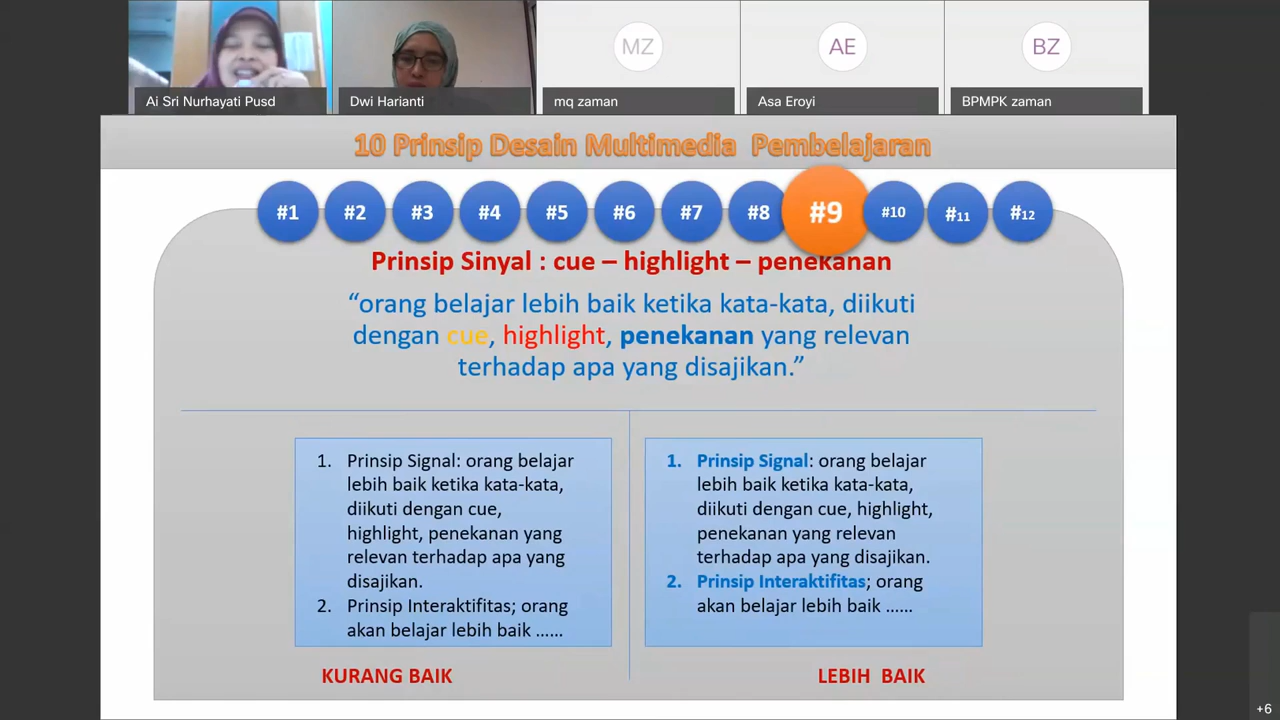 MZ
AE
BZ
Ai Sri Nurhayati Pusd
Dwi Harianti
mq zaman
Asa Eroyi
BPMPK zaman
10 Prinsip Desain Multimedia Pembelajaran
#1
#2
#3
#4
#5
#6
#7
#8
#9
#10
#11
#12
Prinsip Sinyal : cue – highlight – penekanan
“orang belajar lebih baik ketika kata-kata, diikuti
dengan cue, highlight, penekanan yang relevan
terhadap apa yang disajikan.”
1. Prinsip Signal: orang belajar
lebih baik ketika kata-kata,
diikuti dengan cue,
highlight, penekanan yang
relevan terhadap apa yang
disajikan.
2. Prinsip Interaktifitas; orang
akan belajar lebih baik ......
KURANG BAIK
1. Prinsip Signal: orang belajar
lebih baik ketika kata-kata,
diikuti dengan cue, highlight,
penekanan yang relevan
terhadap apa yang disajikan.
2. Prinsip Interaktifitas; orang
akan belajar lebih baik ......
LEBIH BAIK
+6